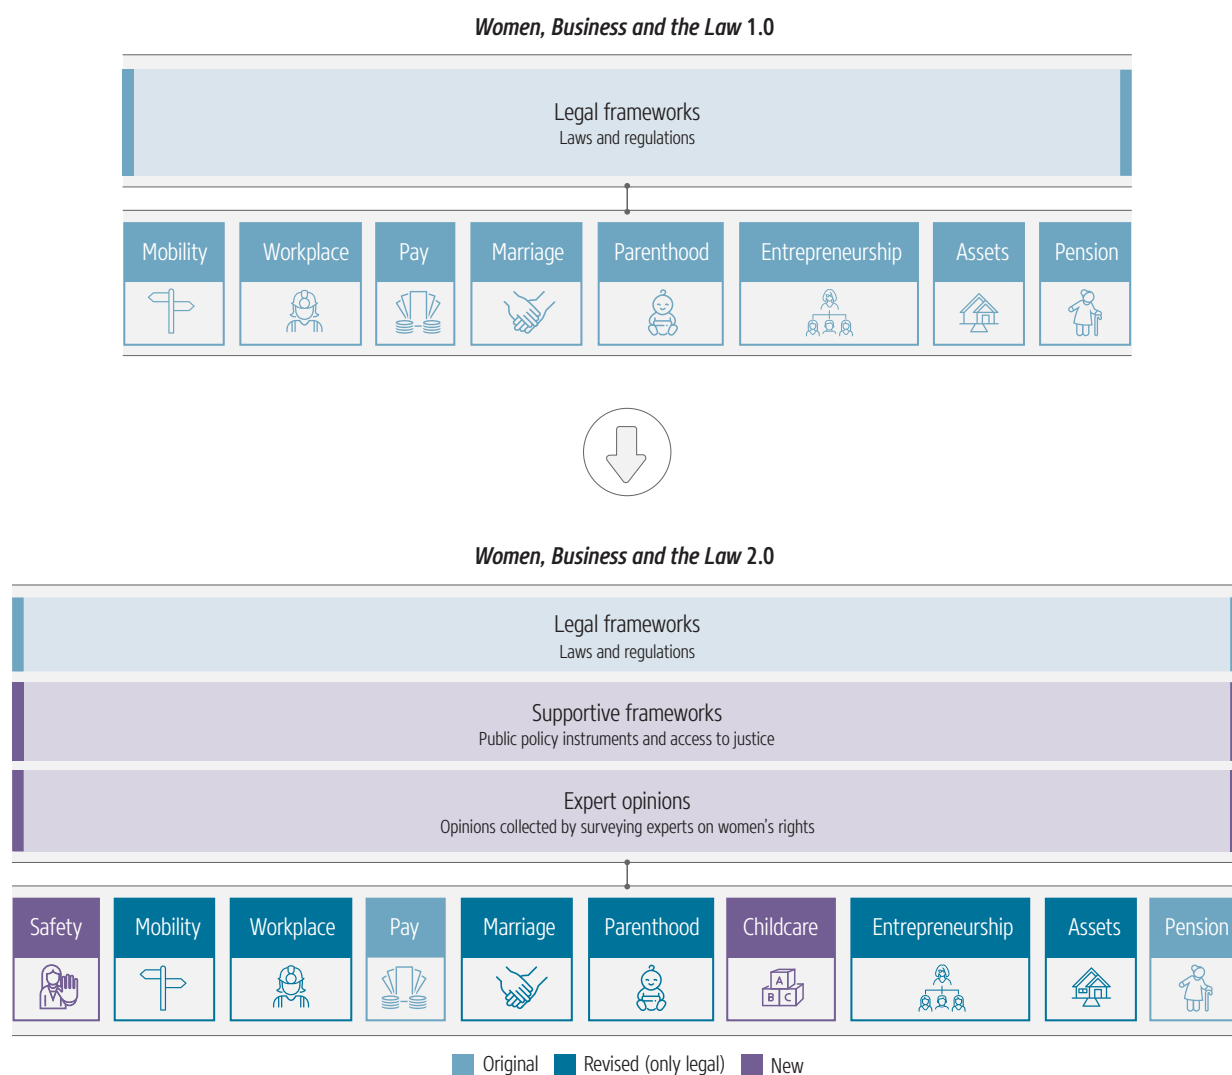 Women, Business and the Law 1.0
Legal frameworks
Laws and regulations
Mobility
Workplace
Pay
Marriage
Parenthood
Entrepreneurship
Assets
Pension
Women, Business and the Law 2.0
Legal frameworks
Laws and regulations
Supportive frameworks
Public policy instruments and access to justice
Expert opinions
Opinions collected by surveying experts on women's rights
Safety
Mobility
Workplace
Pay
Marriage
Parenthood
Childcare
Entrepreneurship
Assets
Pension
A
B C
Original
Revised (only legal)
New